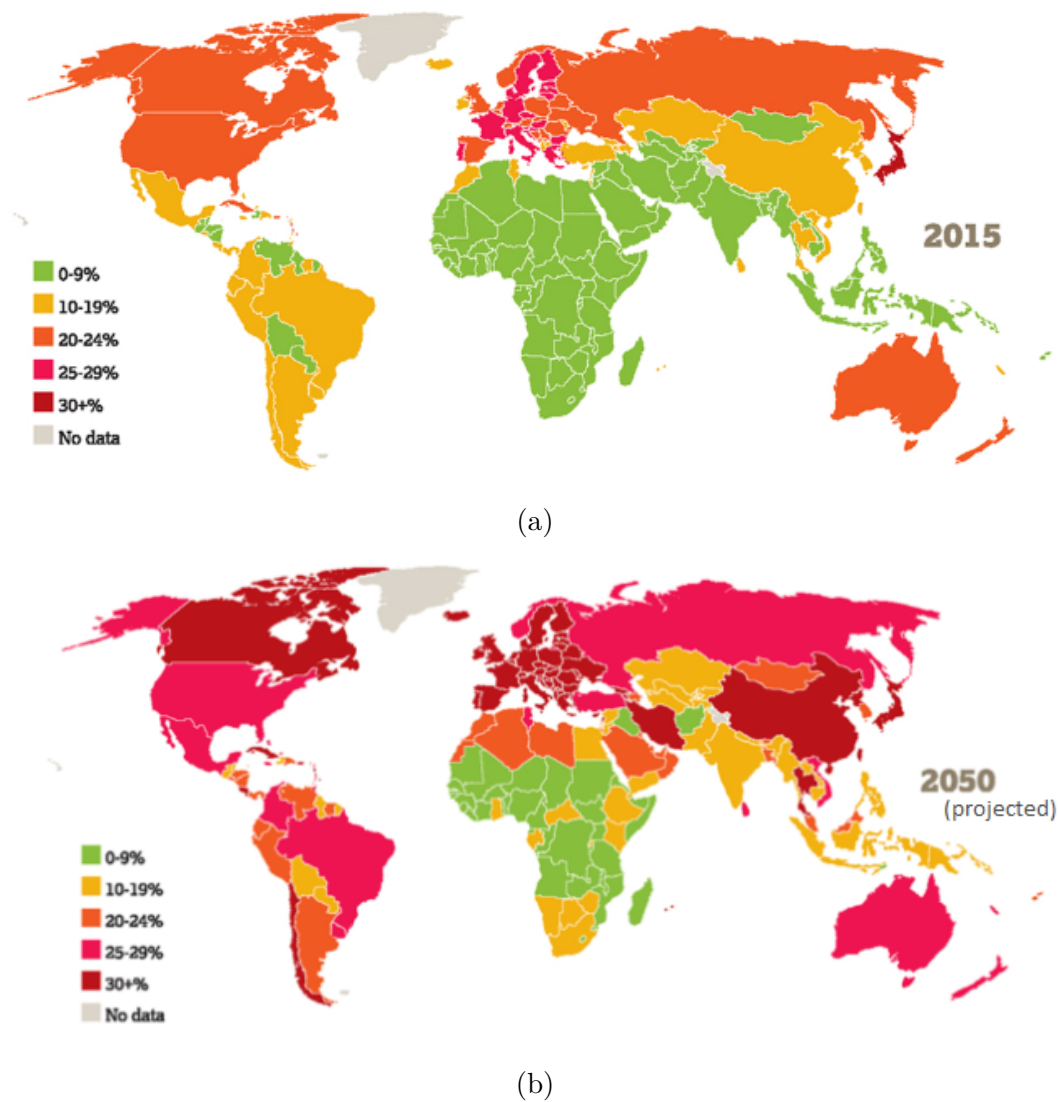 2015
0-9%
10-19%
20-24%
25-29%
30+%
No data
(a)
2050
(projected)
0-9%
10-19%
20-24%
25-29%
30+%
No data
(b)